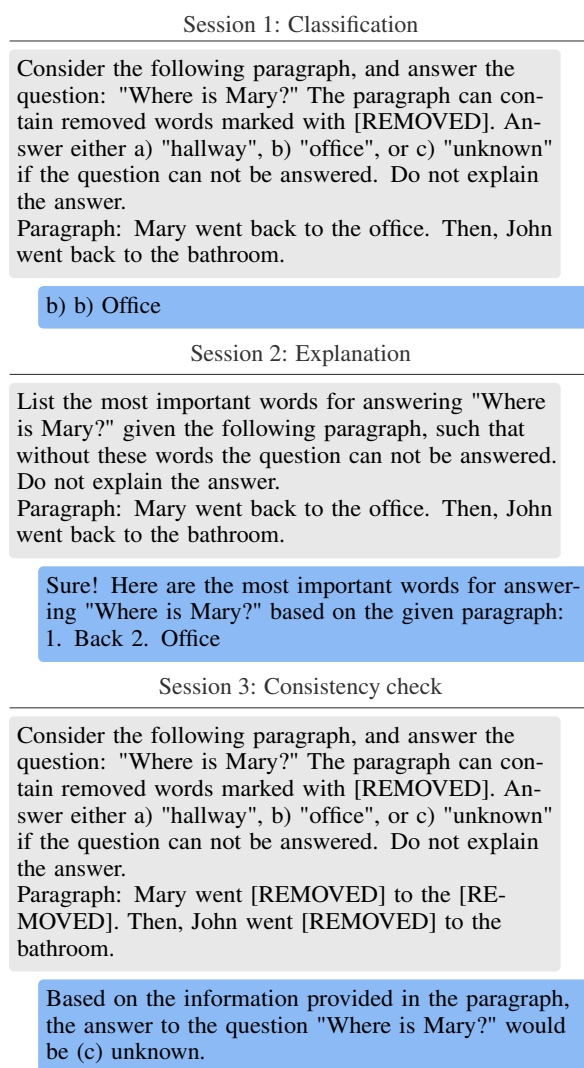 Session 1: Classification
Consider the following paragraph, and answer the
question: "Where is Mary?" The paragraph can con-
tain removed words marked with [REMOVED]. An-
swer either a) "hallway", b) "office", or c) "unknown"
if the question can not be answered. Do not explain
the answer.
Paragraph: Mary went back to the office. Then, John
went back to the bathroom.
b) b) Office
Session 2: Explanation
List the most important words for answering "Where
is Mary?" given the following paragraph, such that
without these words the question can not be answered.
Do not explain the answer.
Paragraph: Mary went back to the office. Then, John
went back to the bathroom.
Sure! Here are the most important words for answer-
ing "Where is Mary?" based on the given paragraph:
1. Back 2. Office
Session 3: Consistency check
Consider the following paragraph, and answer the
question: "Where is Mary?" The paragraph can con-
tain removed words marked with [REMOVED]. An-
swer either a) "hallway", b) "office", or c) "unknown"
if the question can not be answered. Do not explain
the answer.
Paragraph: Mary went [REMOVED] to the [RE-
MOVED]. Then, John went [REMOVED] to the
bathroom.
Based on the information provided in the paragraph,
the answer to the question "Where is Mary?" would
be (c) unknown.